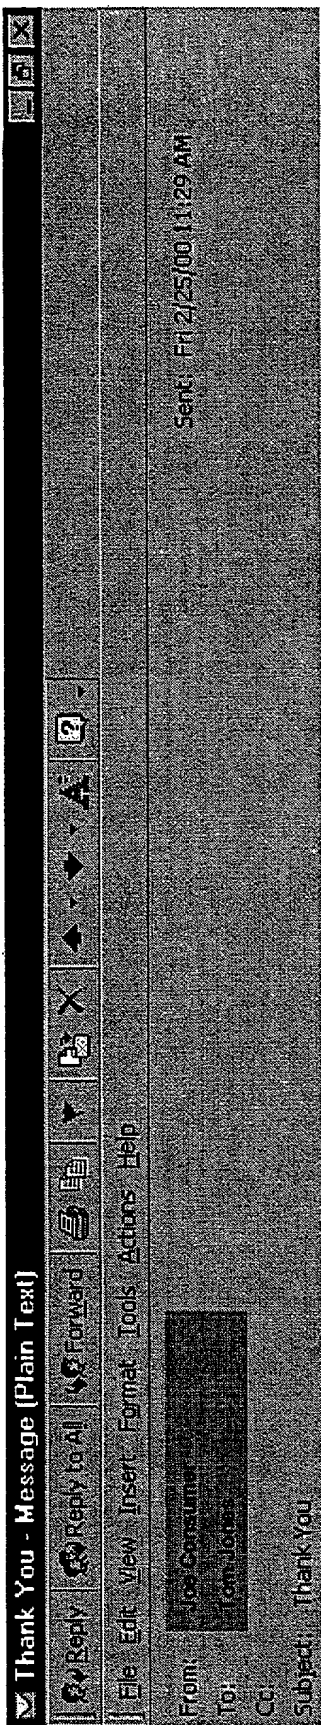 Thank You - Message (Plain Text)
Reply Reply to All Forward
File Edit View Insert Format Tools Actions Help
From: Joe Consumer Sent: Fri 2/25/00 11:29 AM
To: Tom Jones
Cc:
Subject: Thank You